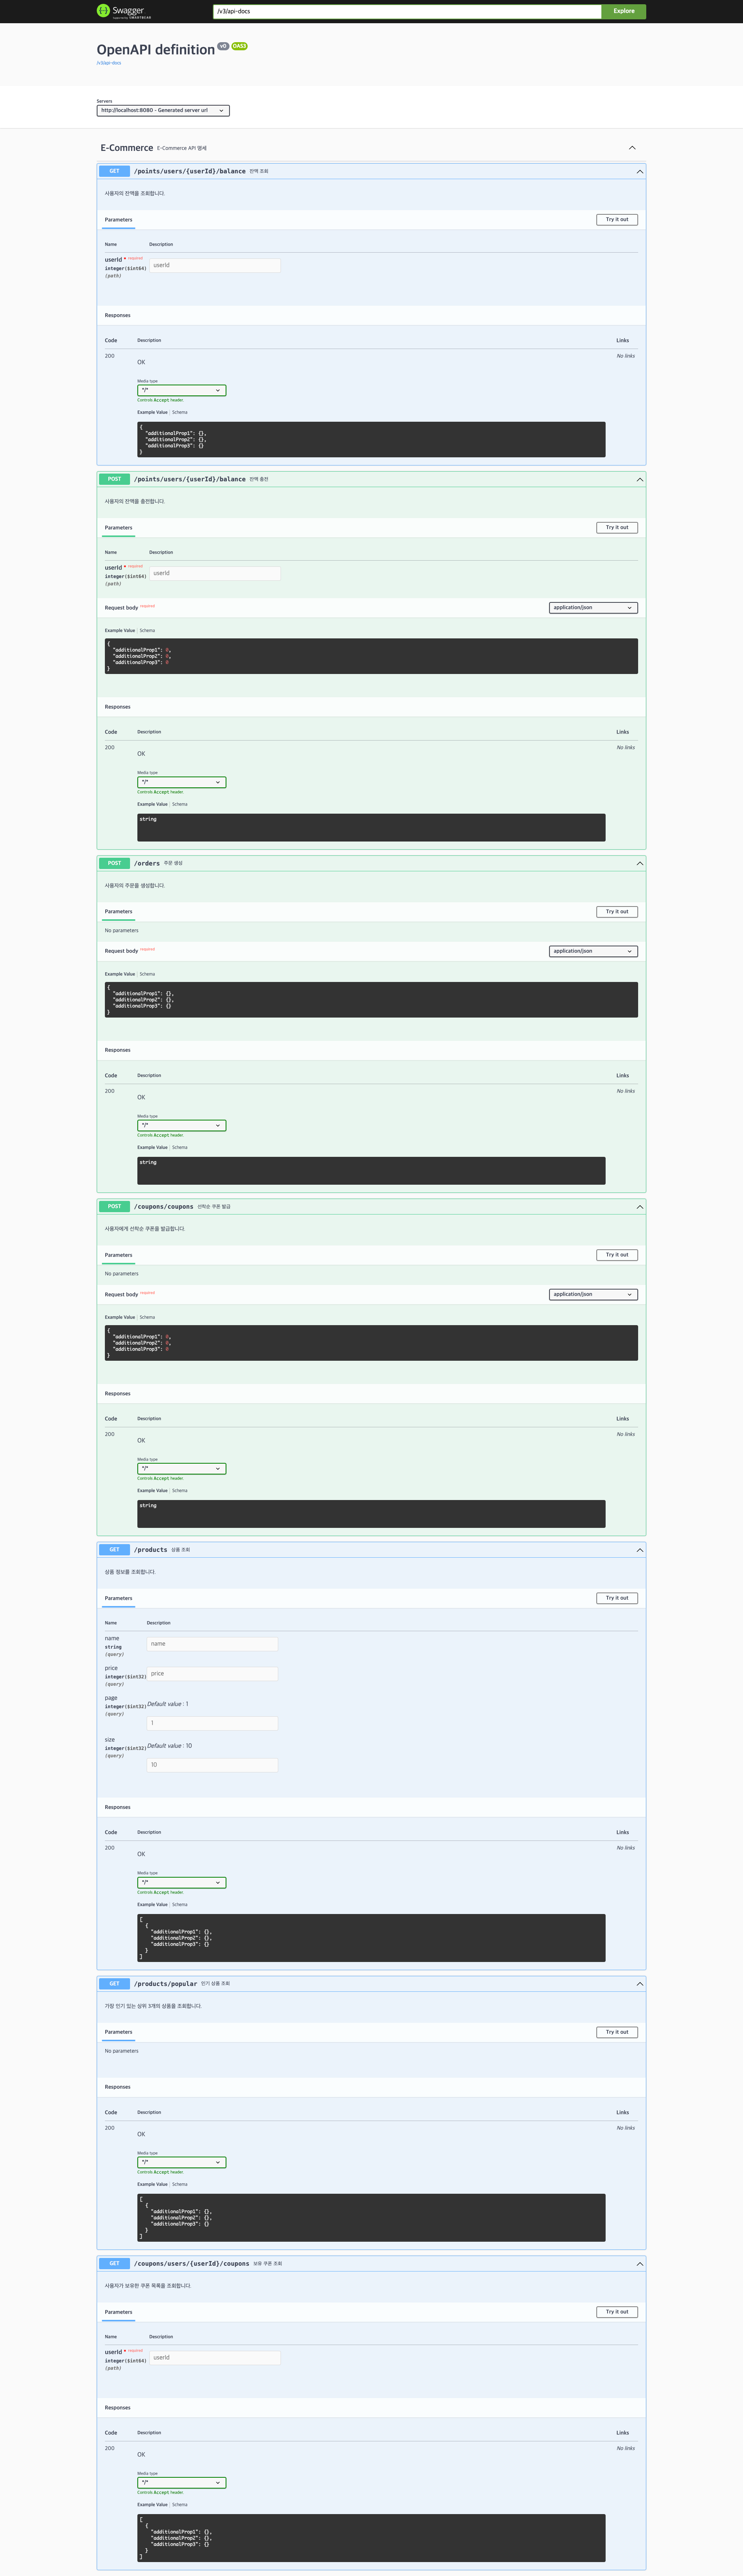 Swagger
Supported by SMARTBEAR
/v3/api-docs
Explore
OpenAPI definition v0 OAS3
/v3/api-docs
Servers
http://localhost:8080 - Generated server url
E-Commerce E-Commerce API 명세
GET /points/users/{userId}/balance 잔액 조회
사용자의 잔액을 조회합니다.
Parameters Try it out
Name Description
userId * required
integer($int64)
(path)
userId
Responses
Code Description Links
200 OK No links
Media type
*/*
Controls Accept header.
Example Value Schema
{
"additionalProp1": {},
"additionalProp2": {},
"additionalProp3": {}
}
POST /points/users/{userId}/balance 잔액 충전
사용자의 잔액을 충전합니다.
Parameters Try it out
Name Description
userId * required
integer($int64)
(path)
userId
Request body required application/json
Example Value Schema
{
"additionalProp1": 0,
"additionalProp2": 0,
"additionalProp3": 0
}
Responses
Code Description Links
200 OK No links
Media type
*/*
Controls Accept header.
Example Value Schema
string
POST /orders 주문 생성
사용자의 주문을 생성합니다.
Parameters Try it out
No parameters
Request body required application/json
Example Value Schema
{
"additionalProp1": {},
"additionalProp2": {},
"additionalProp3": {}
}
Responses
Code Description Links
200 OK No links
Media type
*/*
Controls Accept header.
Example Value Schema
string
POST /coupons/coupons 선착순 쿠폰 발급
사용자에게 선착순 쿠폰을 발급합니다.
Parameters Try it out
No parameters
Request body required application/json
Example Value Schema
{
"additionalProp1": 0,
"additionalProp2": 0,
"additionalProp3": 0
}
Responses
Code Description Links
200 OK No links
Media type
*/*
Controls Accept header.
Example Value Schema
string
GET /products 상품 조회
상품 정보를 조회합니다.
Parameters Try it out
Name Description
name
string
(query)
name
price
integer($int32)
(query)
price
page
integer($int32)
(query)
Default value : 1
1
size
integer($int32)
(query)
Default value : 10
10
Responses
Code Description Links
200 OK No links
Media type
*/*
Controls Accept header.
Example Value Schema
[
{
"additionalProp1": {},
"additionalProp2": {},
"additionalProp3": {}
}
]
GET /products/popular 인기 상품 조회
가장 인기 있는 상위 3개의 상품을 조회합니다.
Parameters Try it out
No parameters
Responses
Code Description Links
200 OK No links
Media type
*/*
Controls Accept header.
Example Value Schema
[
{
"additionalProp1": {},
"additionalProp2": {},
"additionalProp3": {}
}
]
GET /coupons/users/{userId}/coupons 보유 쿠폰 조회
사용자가 보유한 쿠폰 목록을 조회합니다.
Parameters Try it out
Name Description
userId * required
integer($int64)
(path)
userId
Responses
Code Description Links
200 OK No links
Media type
*/*
Controls Accept header.
Example Value Schema
[
{
"additionalProp1": {},
"additionalProp2": {},
"additionalProp3": {}
}
]